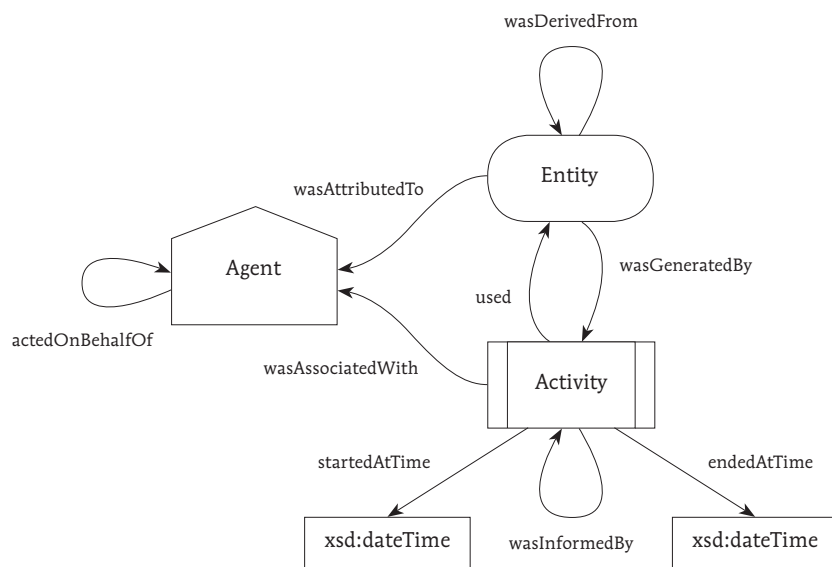 wasDerivedFrom
Entity
wasAttributedTo
Agent
wasGeneratedBy
used
actedOnBehalfOf
wasAssociatedWith
Activity
startedAtTime
endedAtTime
xsd:dateTime
wasInformedBy
xsd:dateTime